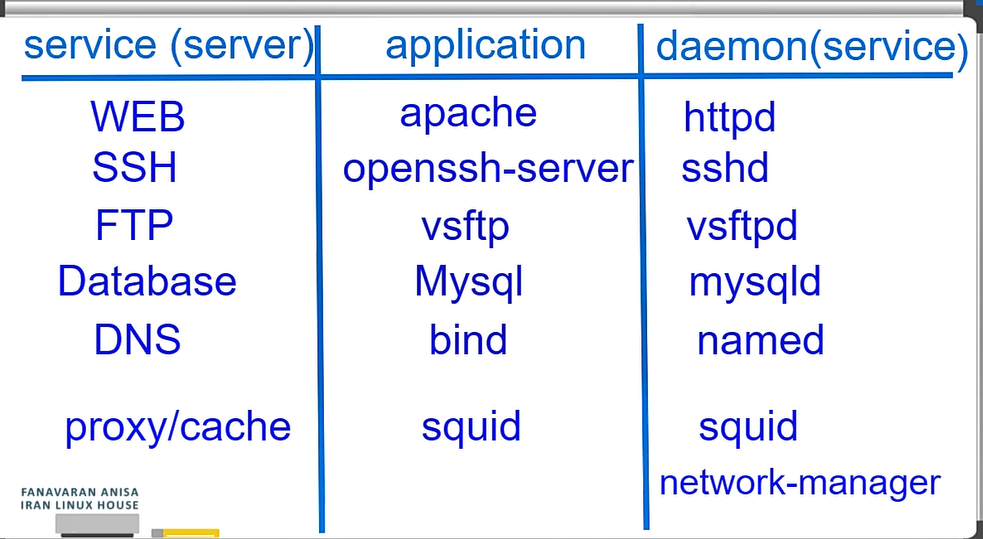 service (server) application daemon(service)
WEB apache httpd
SSH openssh-server sshd
FTP vsftp vsftpd
Database Mysql mysqld
DNS bind named
proxy/cache squid squid
network-manager
FANAVARAN ANISA
IRAN LINUX HOUSE